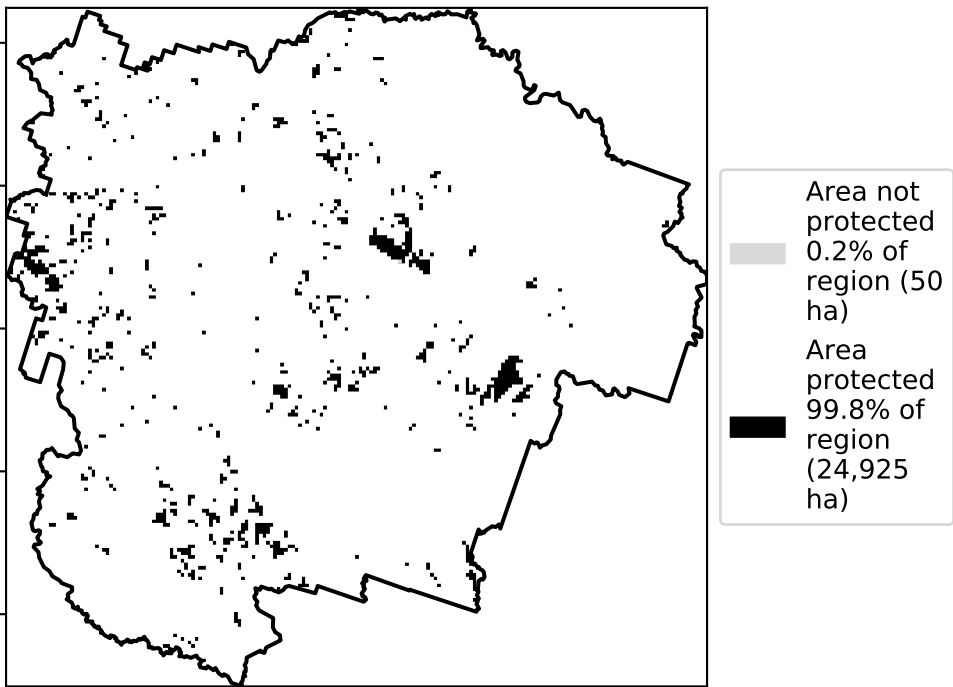 Area not
protected
0.2% of
region (50
ha)
Area
protected
99.8% of
region
(24,925
ha)